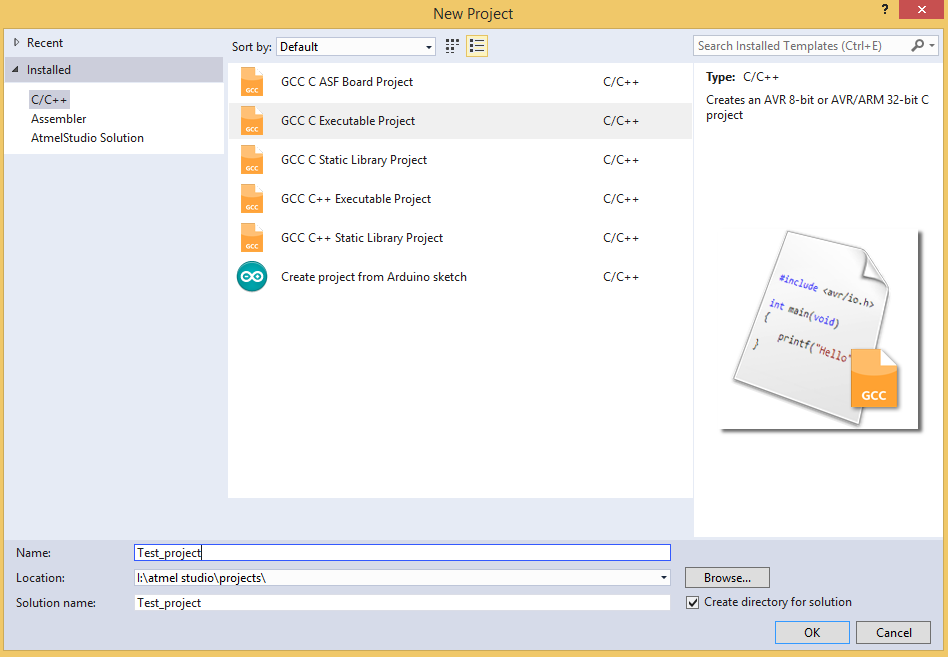 New Project
?
Recent
Installed
C/C++
Assembler
AtmelStudio Solution
Sort by: Default
Search Installed Templates (Ctrl+E)
GCC C ASF Board Project C/C++
GCC C Executable Project C/C++
GCC C Static Library Project C/C++
GCC C++ Executable Project C/C++
GCC C++ Static Library Project C/C++
Create project from Arduino sketch C/C++
GCC
GCC
GCC
GCC
GCC
Type: C/C++
Creates an AVR 8-bit or AVR/ARM 32-bit C
project
#include <avr/io.h>
int main(void)
{
printf("Hello"
}
GCC
Name: Test_project
Location: I:\atmel studio\projects\
Browse...
Solution name: Test_project
Create directory for solution
OK Cancel